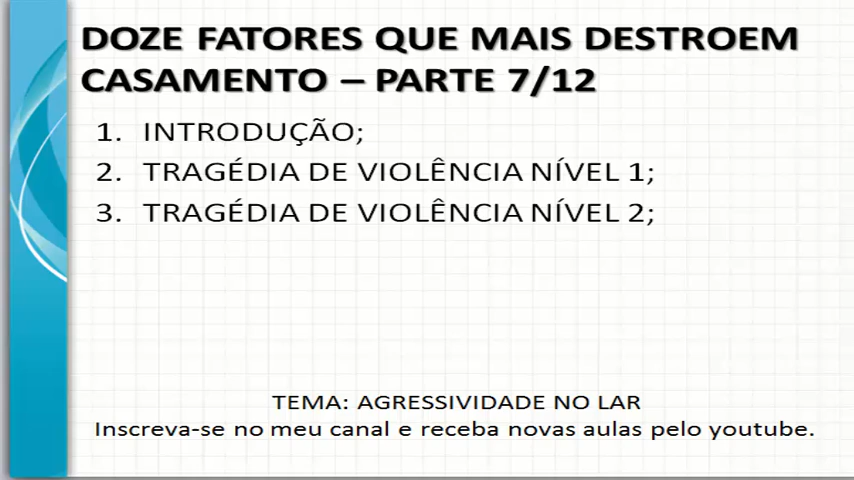 DOZE FATORES QUE MAIS DESTROEM
CASAMENTO – PARTE 7/12
1. INTRODUÇÃO;
2. TRAGÉDIA DE VIOLÊNCIA NÍVEL 1;
3. TRAGÉDIA DE VIOLÊNCIA NÍVEL 2;
TEMA: AGRESSIVIDADE NO LAR
Inscreva-se no meu canal e receba novas aulas pelo youtube.